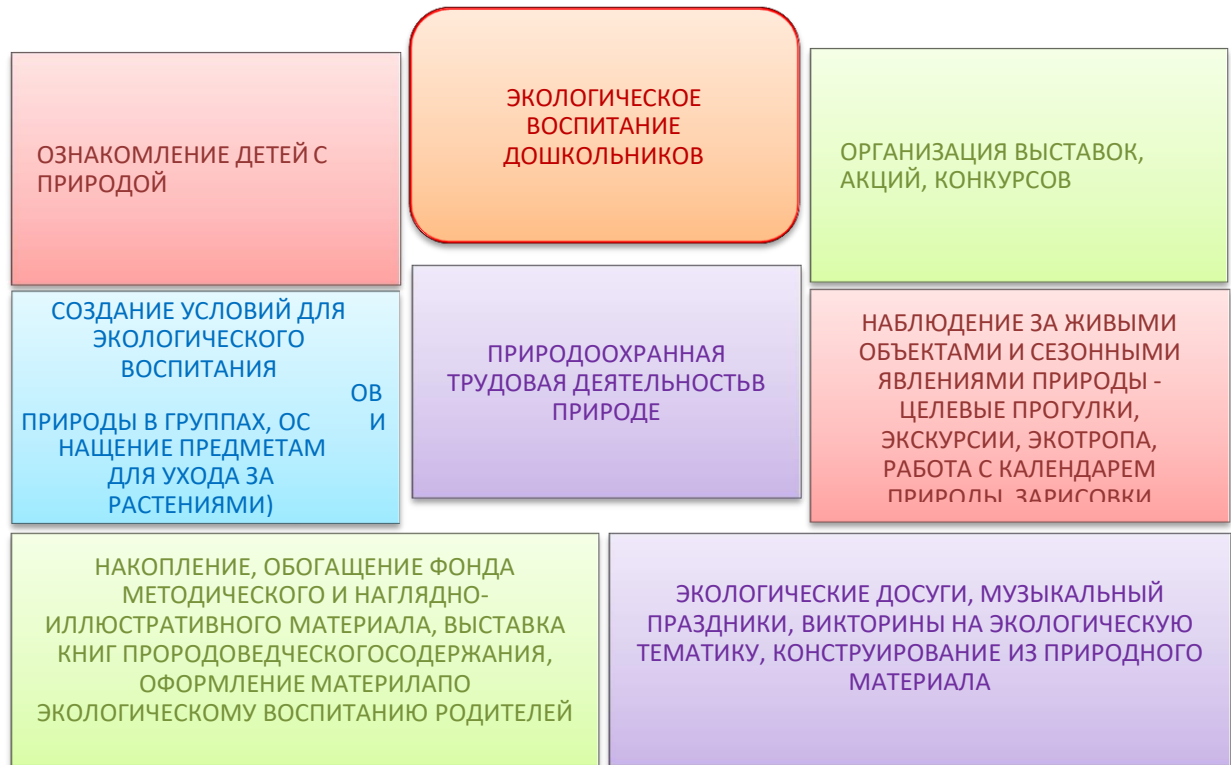 ЭКОЛОГИЧЕСКОЕ
ВОСПИТАНИЕ
ДОШКОЛЬНИКОВ
ОЗНАКОМЛЕНИЕ ДЕТЕЙ С
ПРИРОДОЙ
ОРГАНИЗАЦИЯ ВЫСТАВОК,
АКЦИЙ, КОНКУРСОВ
СОЗДАНИЕ УСЛОВИЙ ДЛЯ
ЭКОЛОГИЧЕСКОГО
ВОСПИТАНИЯ
ОВ
ПРИРОДЫ В ГРУППАХ, ОС И
НАЩЕНИЕ ПРЕДМЕТАМ
ДЛЯ УХОДА ЗА
РАСТЕНИЯМИ)
ПРИРОДООХРАННАЯ
ТРУДОВАЯ ДЕЯТЕЛЬНОСТЬВ
ПРИРОДЕ
НАБЛЮДЕНИЕ ЗА ЖИВЫМИ
ОБЪЕКТАМИ И СЕЗОННЫМИ
ЯВЛЕНИЯМИ ПРИРОДЫ -
ЦЕЛЕВЫЕ ПРОГУЛКИ,
ЭКСКУРСИИ, ЭКОТРОПА,
РАБОТА С КАЛЕНДАРЕМ
ПРИРОДЫ, ЗАРИСОВКИ
НАКОПЛЕНИЕ, ОБОГАЩЕНИЕ ФОНДА
МЕТОДИЧЕСКОГО И НАГЛЯДНО-
ИЛЛЮСТРАТИВНОГО МАТЕРИАЛА, ВЫСТАВКА
КНИГ ПРОРОДОВЕДЧЕСКОГОСОДЕРЖАНИЯ,
ОФОРМЛЕНИЕ МАТЕРИЛАПО
ЭКОЛОГИЧЕСКОМУ ВОСПИТАНИЮ РОДИТЕЛЕЙ
ЭКОЛОГИЧЕСКИЕ ДОСУГИ, МУЗЫКАЛЬНЫЙ
ПРАЗДНИКИ, ВИКТОРИНЫ НА ЭКОЛОГИЧЕСКУЮ
ТЕМАТИКУ, КОНСТРУИРОВАНИЕ ИЗ ПРИРОДНОГО
МАТЕРИАЛА